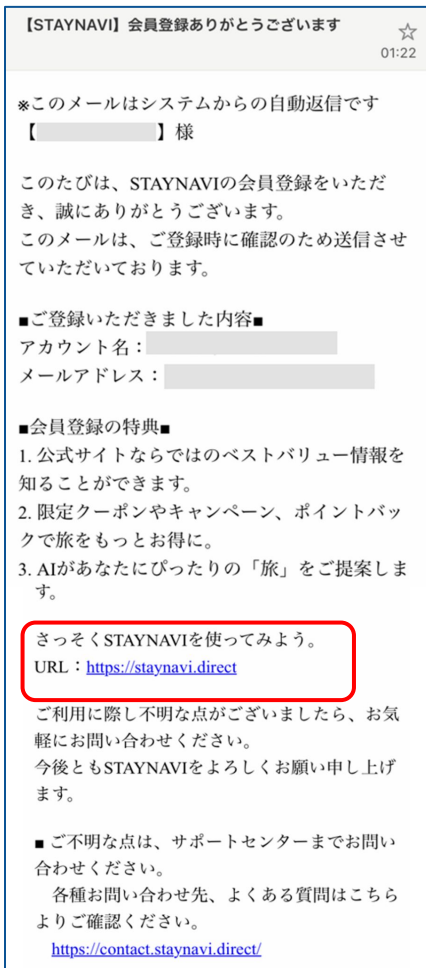 【STAYNAVI】会員登録ありがとうございます
01:22
※このメールはシステムからの自動返信です
【 】様
このたびは、STAYNAVIの会員登録をいただ
き、誠にありがとうございます。
このメールは、ご登録時に確認のため送信させ
ていただいております。
■ご登録いただきました内容■
アカウント名：
メールアドレス：
■会員登録の特典■
1. 公式サイトならではのベストバリュー情報を
知ることができます。
2. 限定クーポンやキャンペーン、ポイントバッ
クで旅をもっとお得に。
3. AIがあなたにぴったりの「旅」をご提案しま
す。
さっそくSTAYNAVIを使ってみよう。
URL：https://staynavi.direct
ご利用に際し不明な点がございましたら、お気
軽にお問い合わせください。
今後ともSTAYNAVIをよろしくお願い申し上げ
ます。
■ ご不明な点は、サポートセンターまでお問い
合わせください。
各種お問い合わせ先、よくある質問はこちら
よりご確認ください。
https://contact.staynavi.direct/